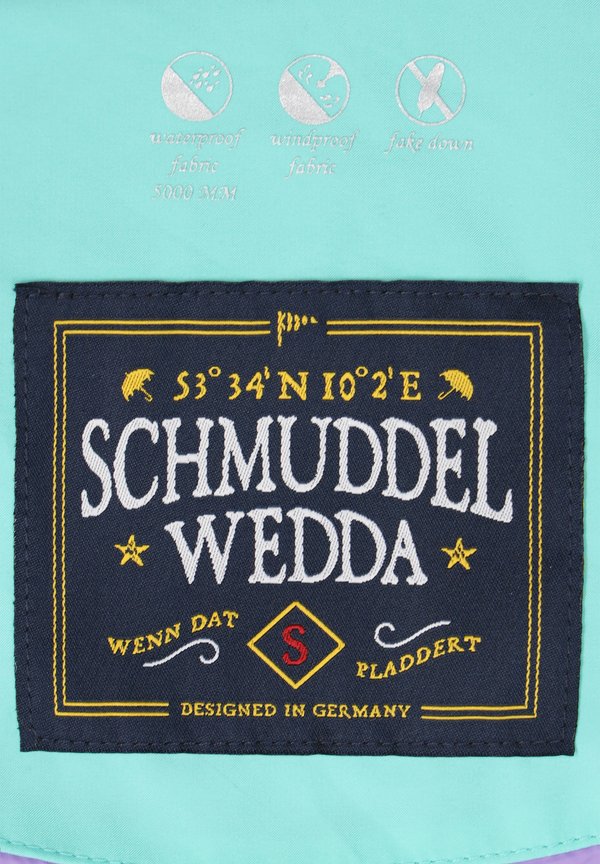 waterproof
fabric
5000 MM
windproof
fabric
fake down
53°34'N 10°2'E
SCHMUDDEL
WEDDA
WENN DAT
S
PLADDERT
DESIGNED IN GERMANY